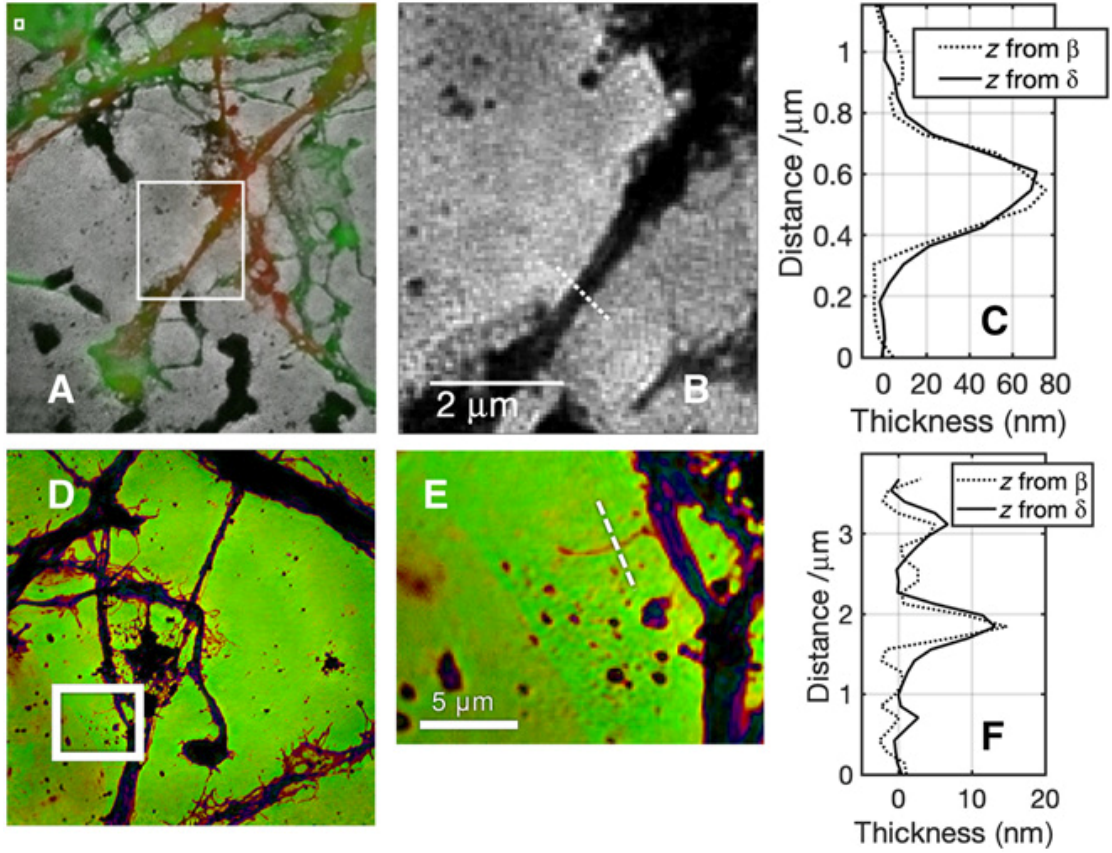 A
B
2 μm
1
0.8
0.6
0.4
0.2
0
Distance /μm
z from β
z from δ
C
0 20 40 60 80
Thickness (nm)
D
E
5 μm
3
2
1
0
Distance /μm
z from β
z from δ
F
0 10 20
Thickness (nm)